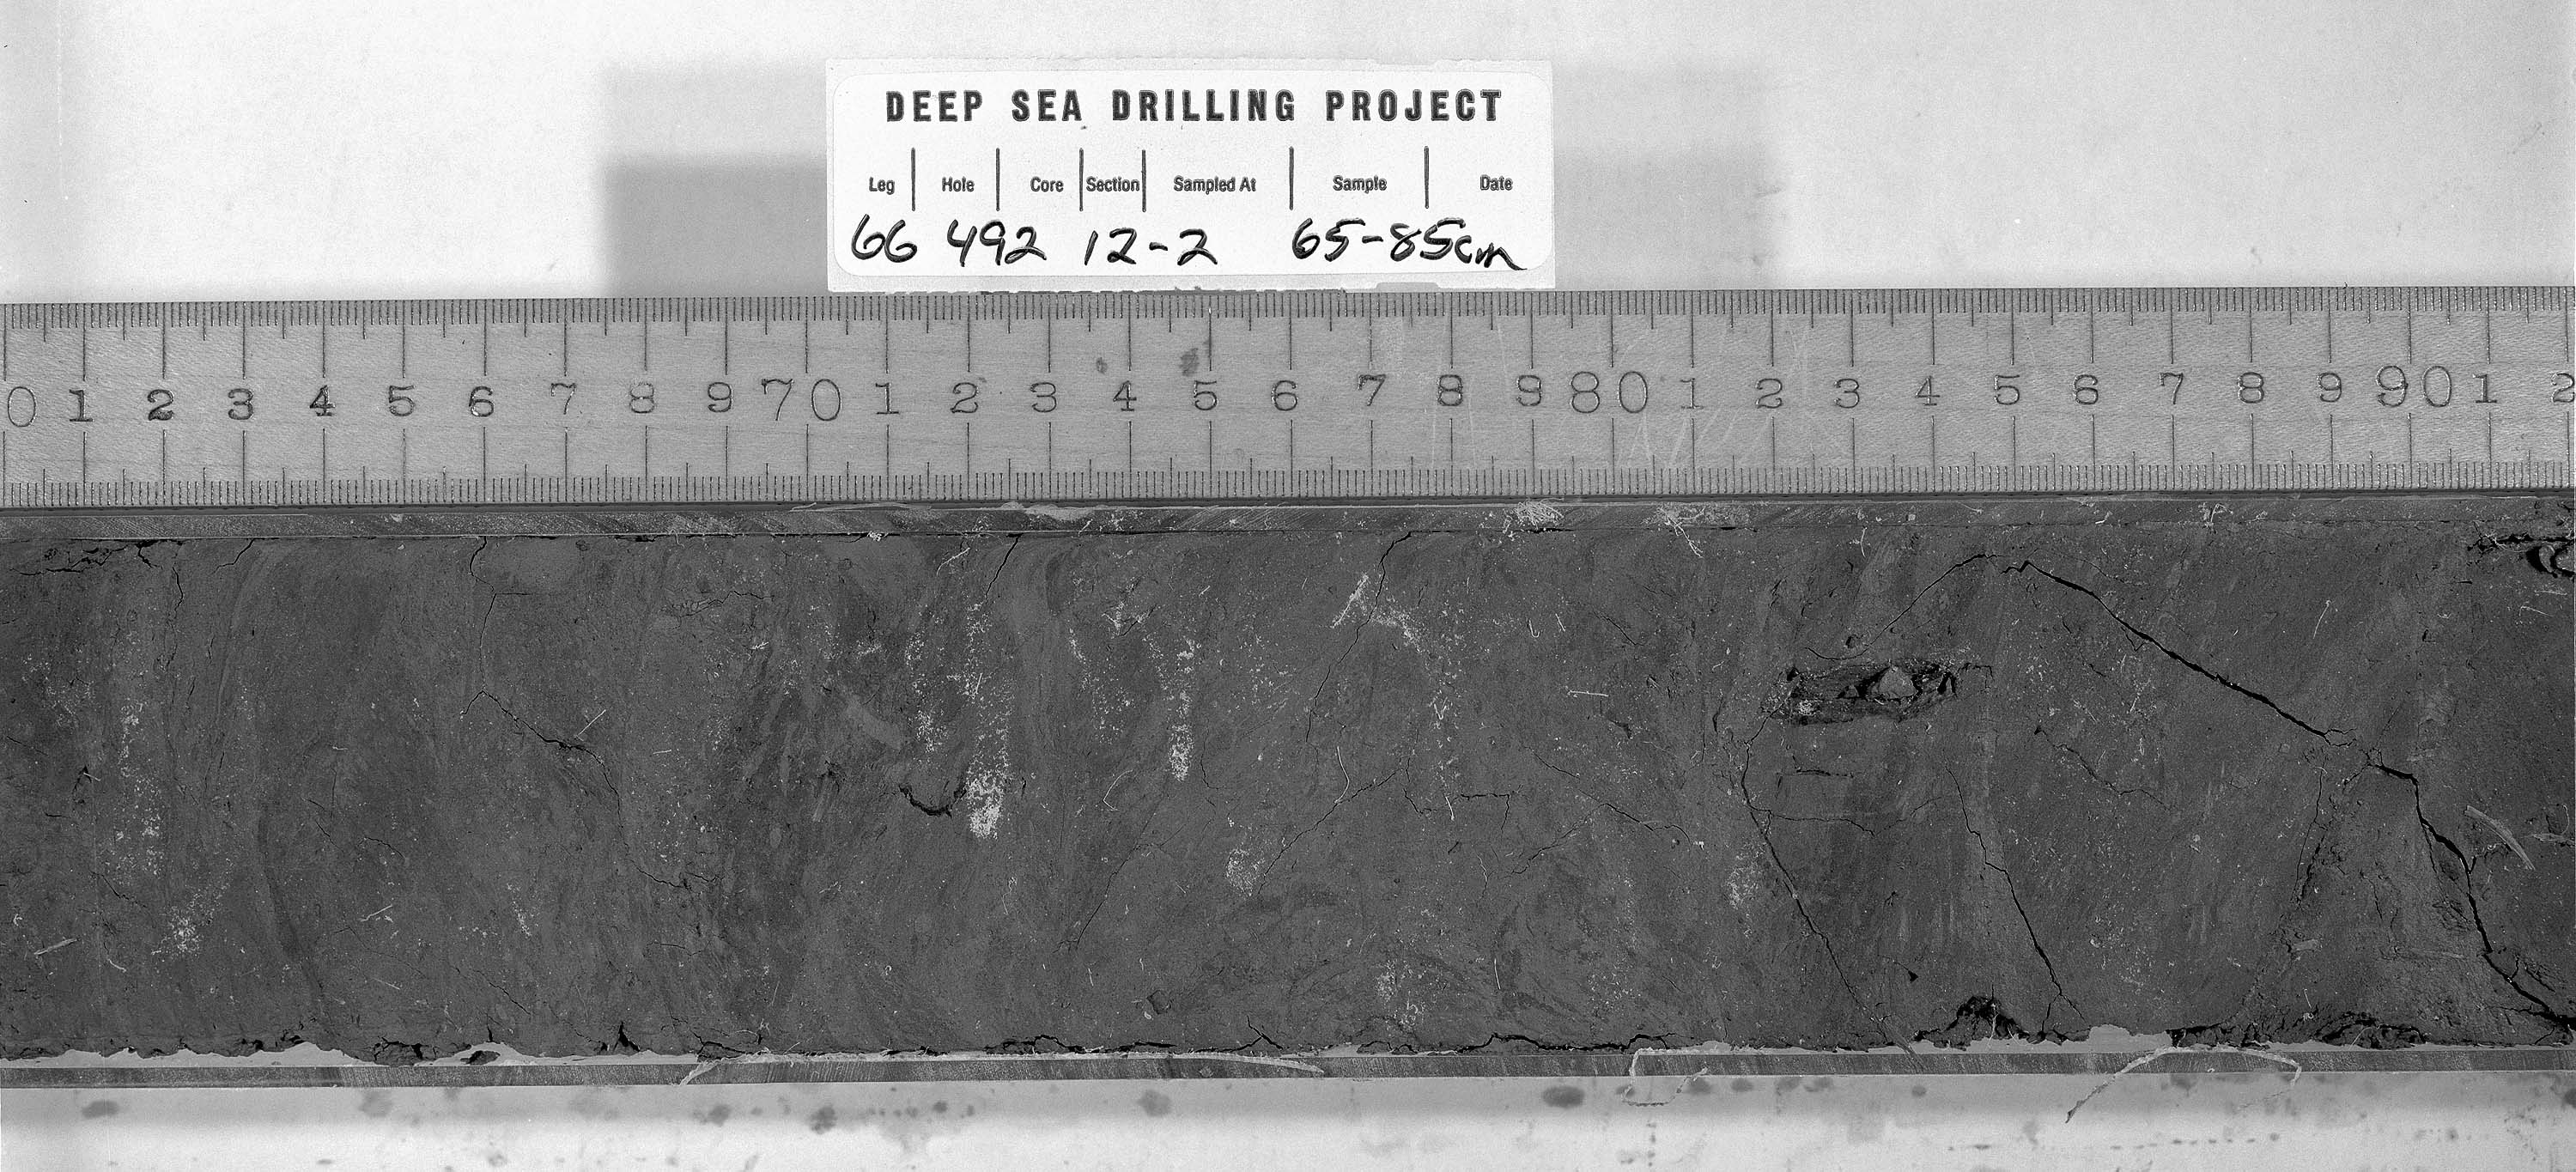 DEEP SEA DRILLING PROJECT
Leg Hole Core Section Sampled At Sample Date
66 492 12-2 65-85cm
0 1 2 3 4 5 6 7 8 9 70 1 2 3 4 5 6 7 8 9 80 1 2 3 4 5 6 7 8 9 90 1 2